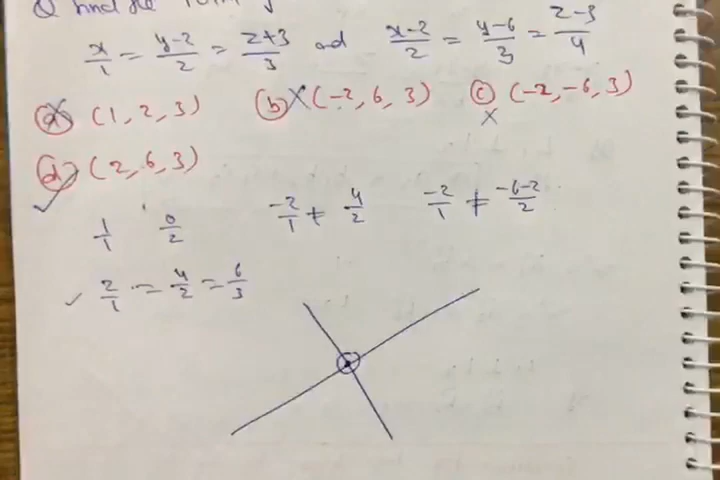 Q find the
x/1 = y-2/2 = z+3/3 and x-2/2 = y-6/3 = z-3/4
(a) (1, 2, 3) (b) X (-2, 6, 3) (c) X (-2, -6, 3)
(d) ✓ (2, 6, 3)
1/1 0/2 -2/1 ≠ 4/2 -2/1 ≠ -6-2/2
✓ 2/1 = 4/2 = 6/3